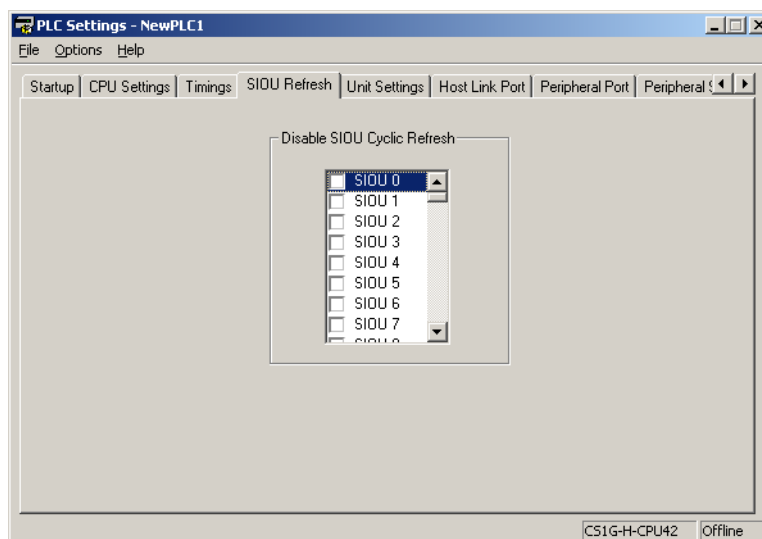 PLC Settings - NewPLC1
File Options Help
Startup CPU Settings Timings SIOU Refresh Unit Settings Host Link Port Peripheral Port Peripheral
Disable SIOU Cyclic Refresh
SIOU 0
SIOU 1
SIOU 2
SIOU 3
SIOU 4
SIOU 5
SIOU 6
SIOU 7
CS1G-H-CPU42 Offline